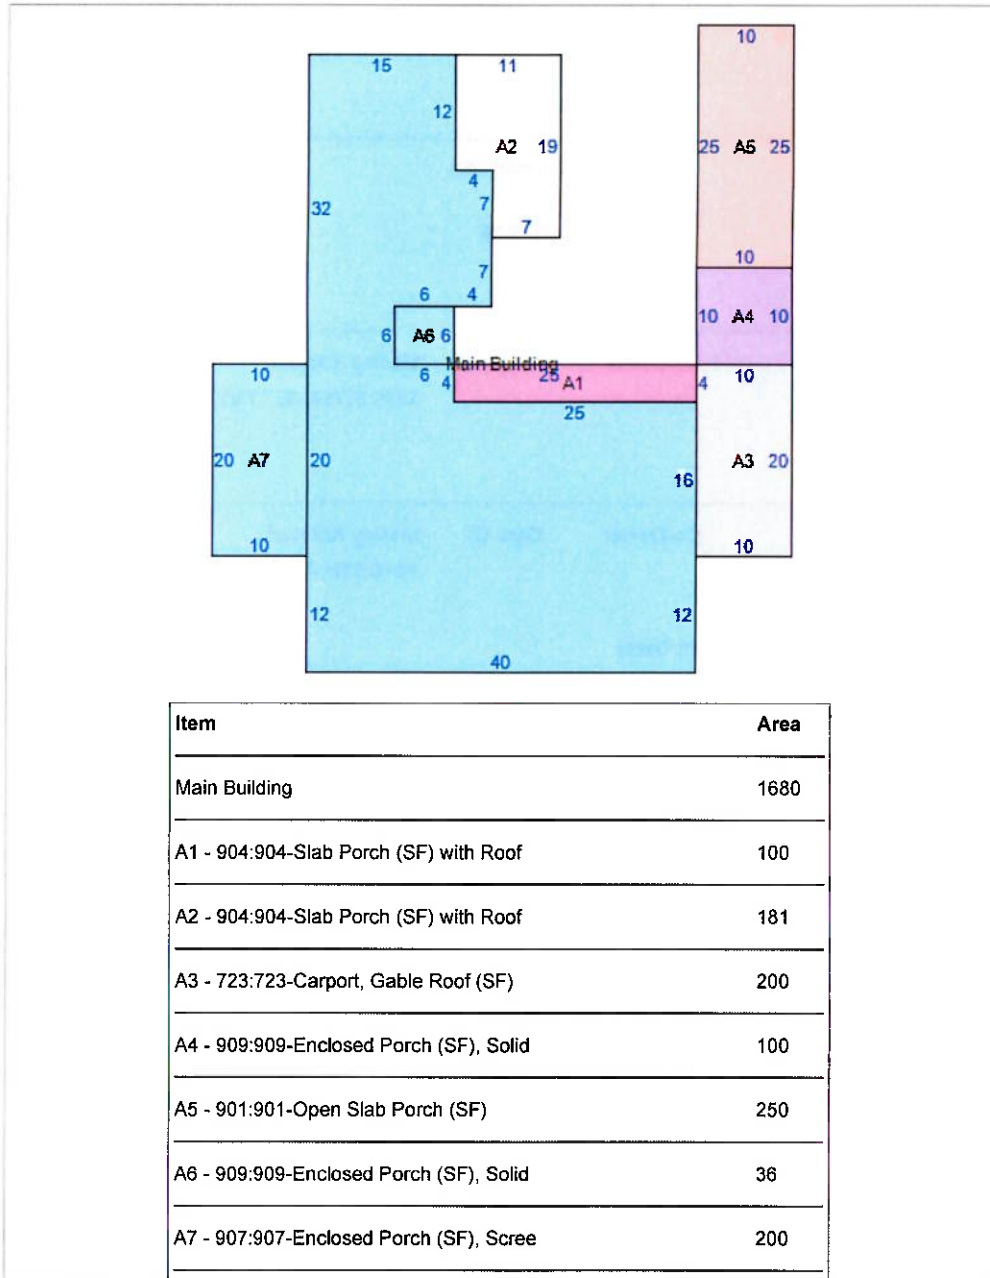 10
15 11
12
25 A5 25
A2 19
4
7
32
7
10
7
6 4
10 A4 10
6 A6 6
Main Building
10 6 4 25 A1 4 10
25
20 A7 20 A3 20
16
10 10
12 12
40
Item Area
Main Building 1680
A1 - 904:904-Slab Porch (SF) with Roof 100
A2 - 904:904-Slab Porch (SF) with Roof 181
A3 - 723:723-Carport, Gable Roof (SF) 200
A4 - 909:909-Enclosed Porch (SF), Solid 100
A5 - 901:901-Open Slab Porch (SF) 250
A6 - 909:909-Enclosed Porch (SF), Solid 36
A7 - 907:907-Enclosed Porch (SF), Scree 200